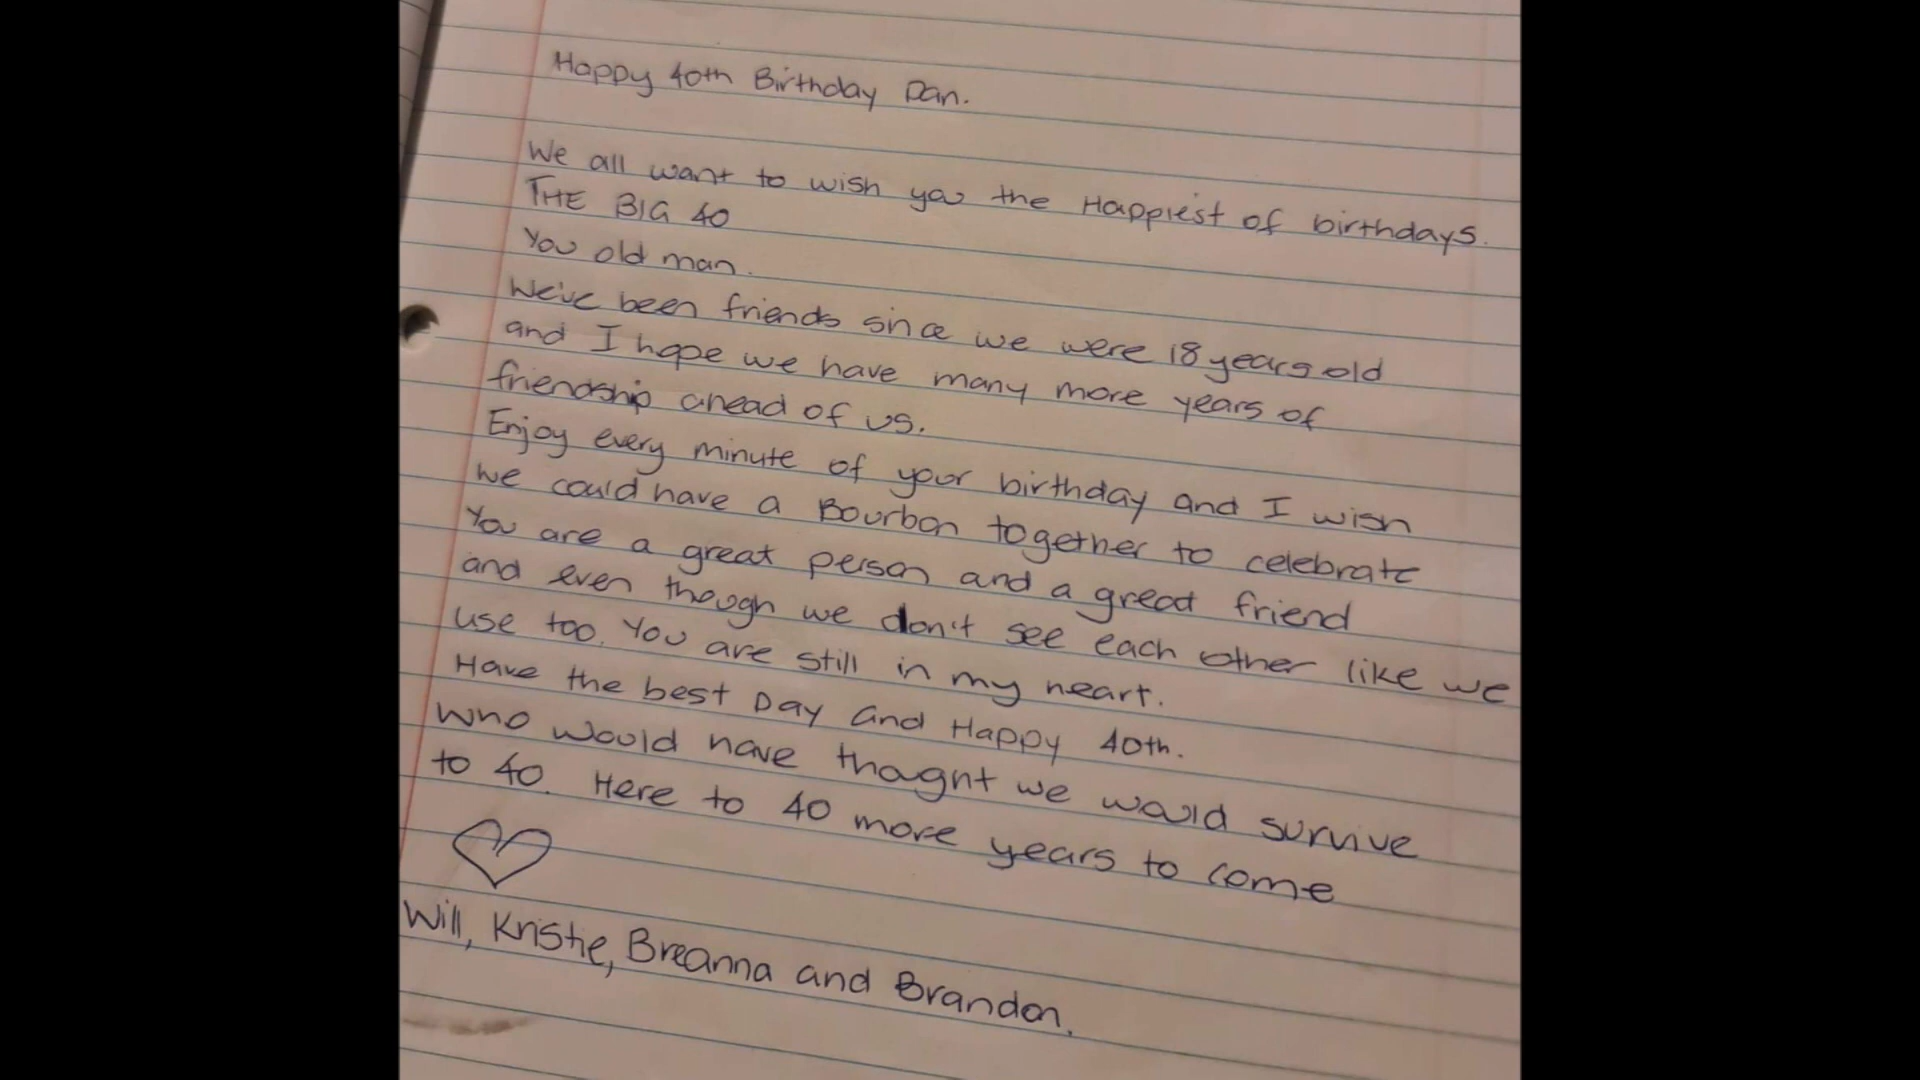 Happy 40th Birthday Dan.
We all want to wish you the Happiest of birthdays.
THE BIG 40
You old man.
We've been friends since we were 18 years old
and I hope we have many more years of
friendship ahead of us.
Enjoy every minute of your birthday and I wish
we could have a Bourbon together to celebrate
You are a great person and a great friend
and even though we don't see each other like we
use too. You are still in my heart.
Have the best Day and Happy 40th.
Who would have thought we would survive
to 40. Here to 40 more years to come
Will, Kristie, Breanna and Brandon.